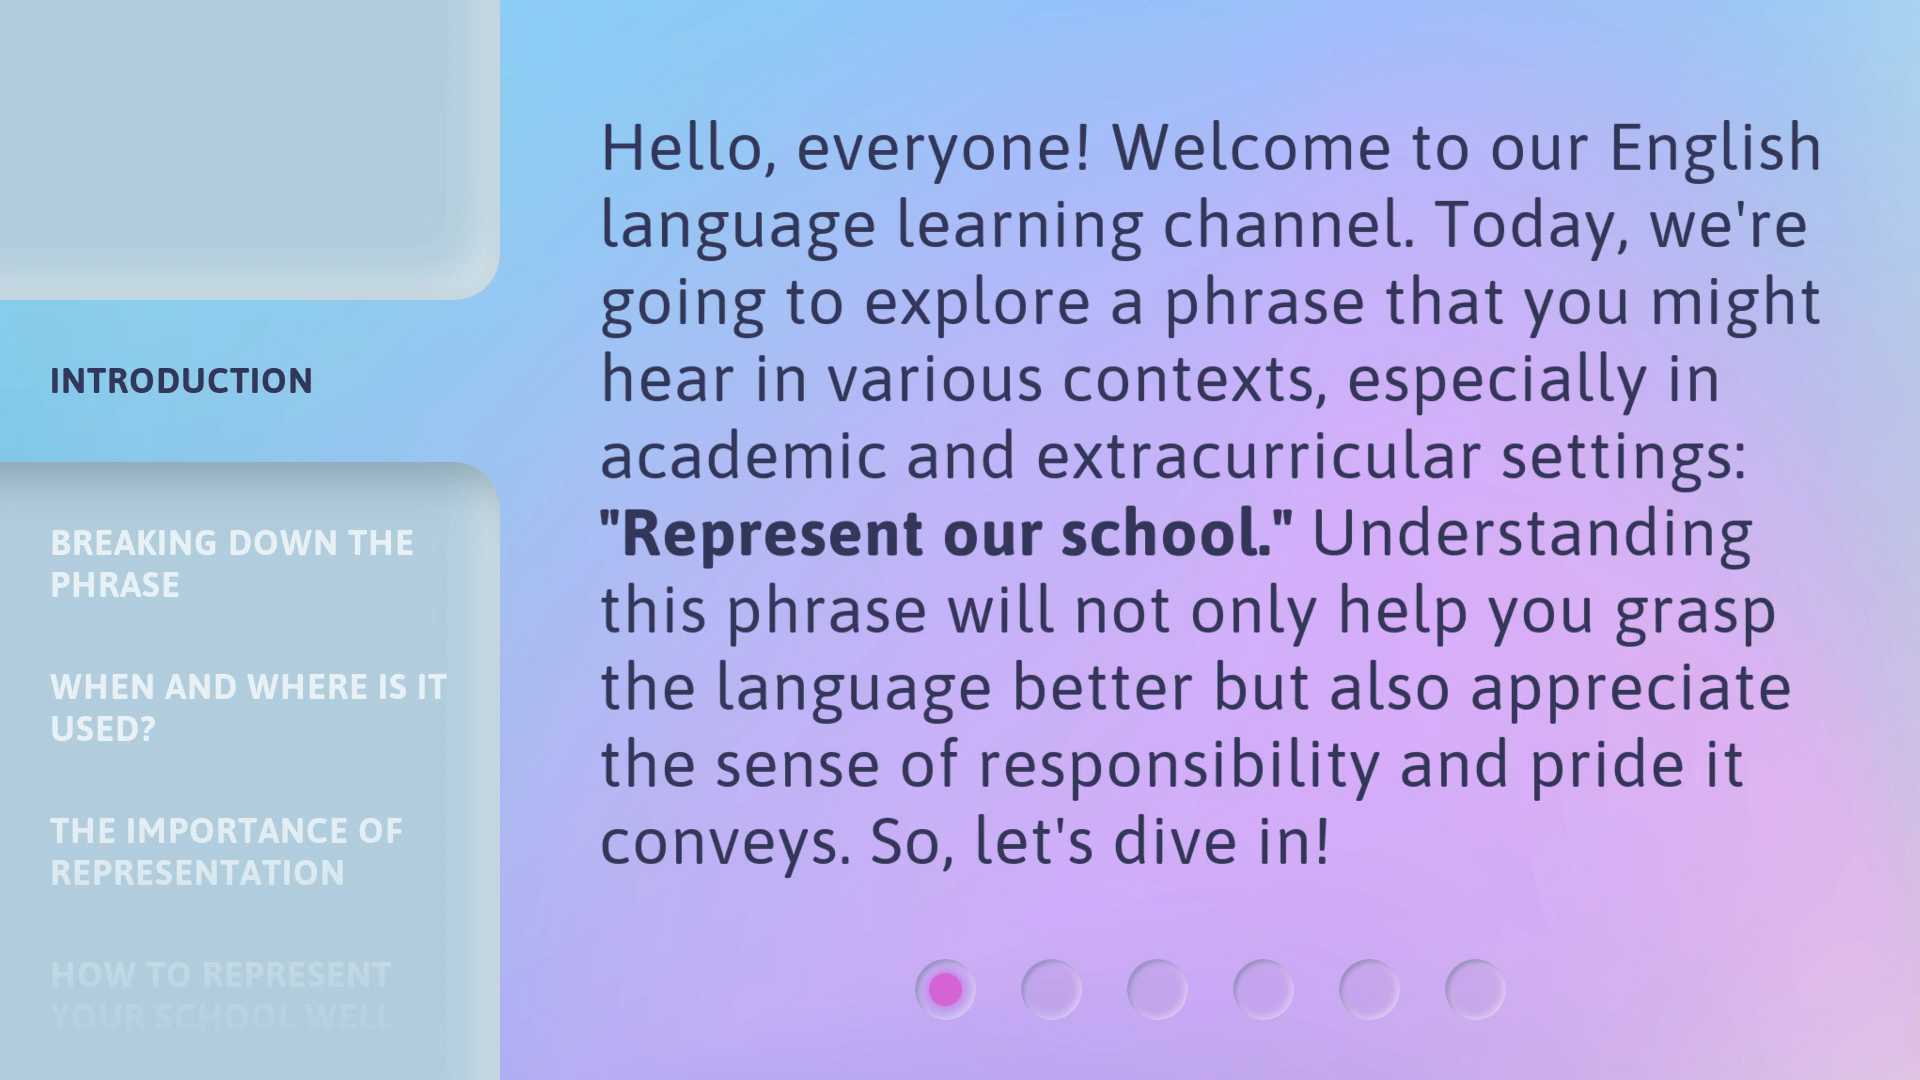 INTRODUCTION
BREAKING DOWN THE
PHRASE
WHEN AND WHERE IS IT
USED?
THE IMPORTANCE OF
REPRESENTATION
HOW TO REPRESENT
YOUR SCHOOL WELL
Hello, everyone! Welcome to our English
language learning channel. Today, we're
going to explore a phrase that you might
hear in various contexts, especially in
academic and extracurricular settings:
"Represent our school." Understanding
this phrase will not only help you grasp
the language better but also appreciate
the sense of responsibility and pride it
conveys. So, let's dive in!